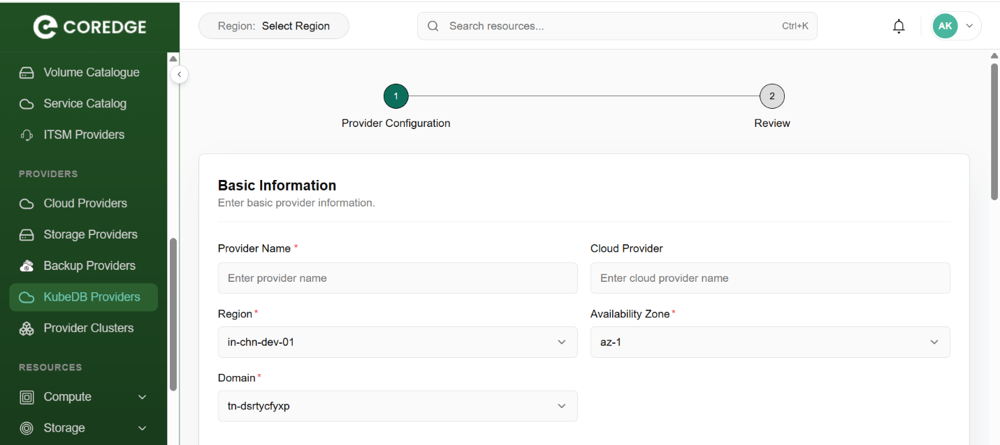 COREDGE
Region: Select Region
Search resources... Ctrl+K
AK
Volume Catalogue
Service Catalog
ITSM Providers
PROVIDERS
Cloud Providers
Storage Providers
Backup Providers
KubeDB Providers
Provider Clusters
RESOURCES
Compute
Storage
1 2
Provider Configuration Review
Basic Information
Enter basic provider information.
Provider Name * Cloud Provider
Enter provider name Enter cloud provider name
Region * Availability Zone *
in-chn-dev-01 az-1
Domain *
tn-dsrtycfyxp